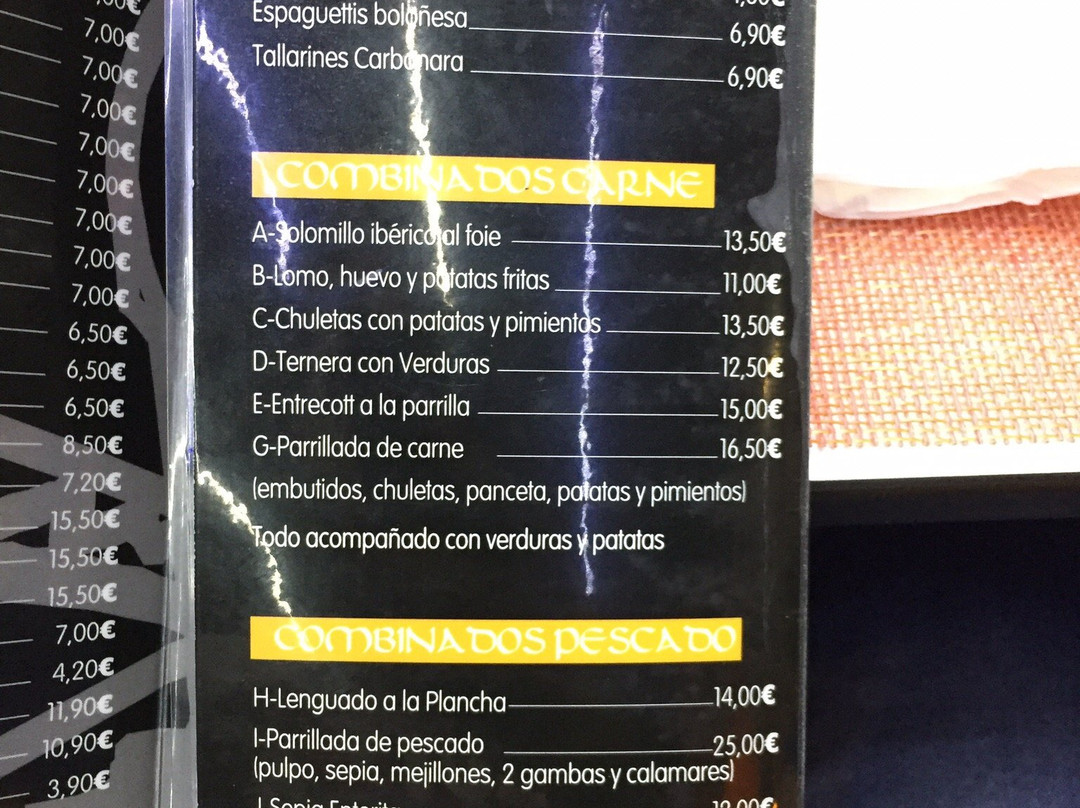 7,00€
7,00€
7,00€
7,00€
7,00€
7,00€
7,00€
7,00€
6,50€
6,50€
6,50€
8,50€
7,20€
15,50€
15,50€
15,50€
7,00€
4,20€
11,90€
10,90€
3,90€
Espaguettis boloñesa 6,90€
Tallarines Carbonara 6,90€
COMBINADOS CARNE
A-Solomillo ibérico al foie 13,50€
B-Lomo, huevo y patatas fritas 11,00€
C-Chuletas con patatas y pimientos 13,50€
D-Ternera con Verduras 12,50€
E-Entrecott a la parrilla 15,00€
G-Parrillada de carne 16,50€
(embutidos, chuletas, panceta, patatas y pimientos)
Todo acompañado con verduras y patatas
COMBINADOS PESCADO
H-Lenguado a la Plancha 14,00€
I-Parrillada de pescado 25,00€
(pulpo, sepia, mejillones, 2 gambas y calamares)